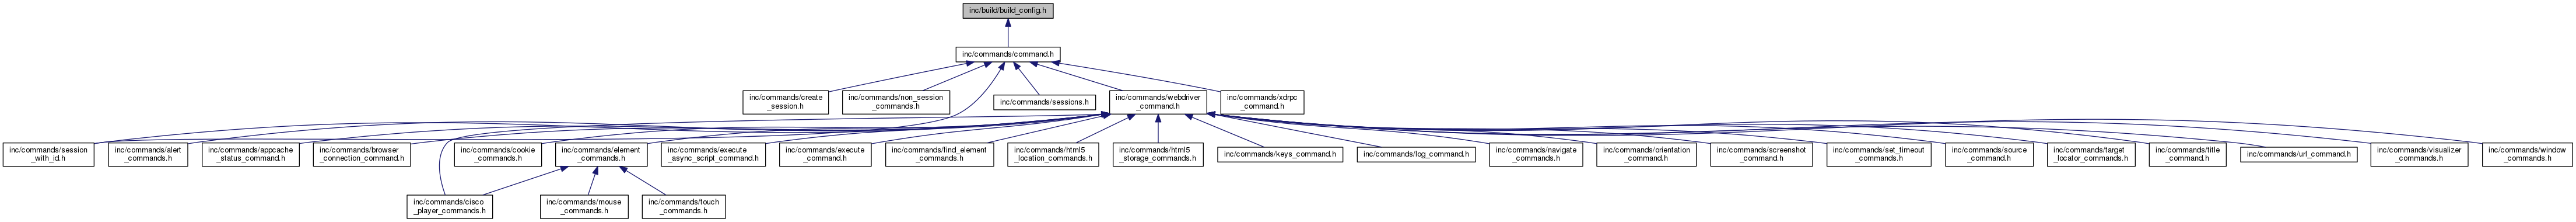 inc/build/build_config.h
inc/commands/command.h
inc/commands/create
_session.h
inc/commands/non_session
_commands.h
inc/commands/sessions.h
inc/commands/webdriver
_command.h
inc/commands/xdrpc
_command.h
inc/commands/session
_with_id.h
inc/commands/alert
_commands.h
inc/commands/appcache
_status_command.h
inc/commands/browser
_connection_command.h
inc/commands/cookie
_commands.h
inc/commands/element
_commands.h
inc/commands/execute
_async_script_command.h
inc/commands/execute
_command.h
inc/commands/find_element
_commands.h
inc/commands/html5
_location_commands.h
inc/commands/html5
_storage_commands.h
inc/commands/keys_command.h
inc/commands/log_command.h
inc/commands/navigate
_commands.h
inc/commands/orientation
_command.h
inc/commands/screenshot
_command.h
inc/commands/set_timeout
_commands.h
inc/commands/source
_command.h
inc/commands/target
_locator_commands.h
inc/commands/title
_command.h
inc/commands/url_command.h
inc/commands/visualizer
_commands.h
inc/commands/window
_commands.h
inc/commands/cisco
_player_commands.h
inc/commands/mouse
_commands.h
inc/commands/touch
_commands.h